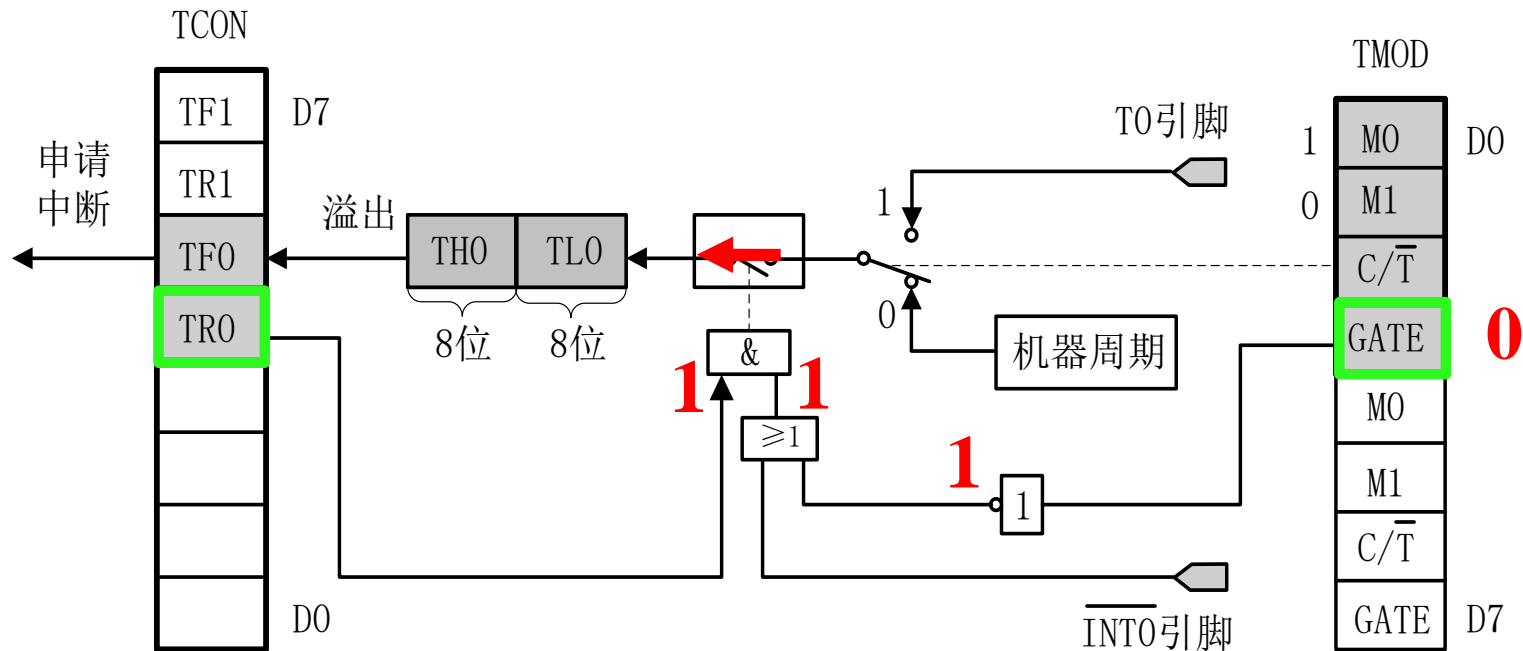 TCON
TF1
D7
TR1
TF0
TR0
D0
申请
中断
溢出
TH0
TL0
8位
8位
&
1
1
≥1
1
1
1
0
T0引脚
机器周期
INT0引脚
TMOD
1
M0
D0
0
M1
C/T̅
GATE
0
M0
M1
C/T̅
GATE
D7